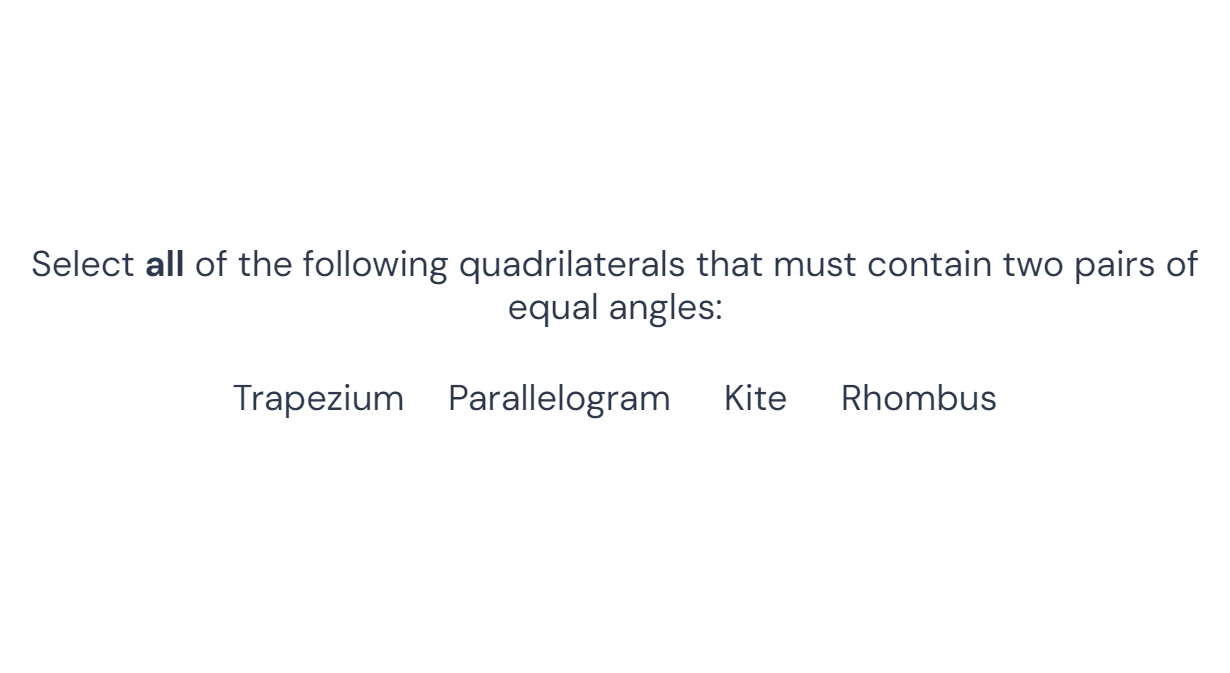 Select all of the following quadrilaterals that must contain two pairs of
equal angles:
Trapezium Parallelogram Kite Rhombus